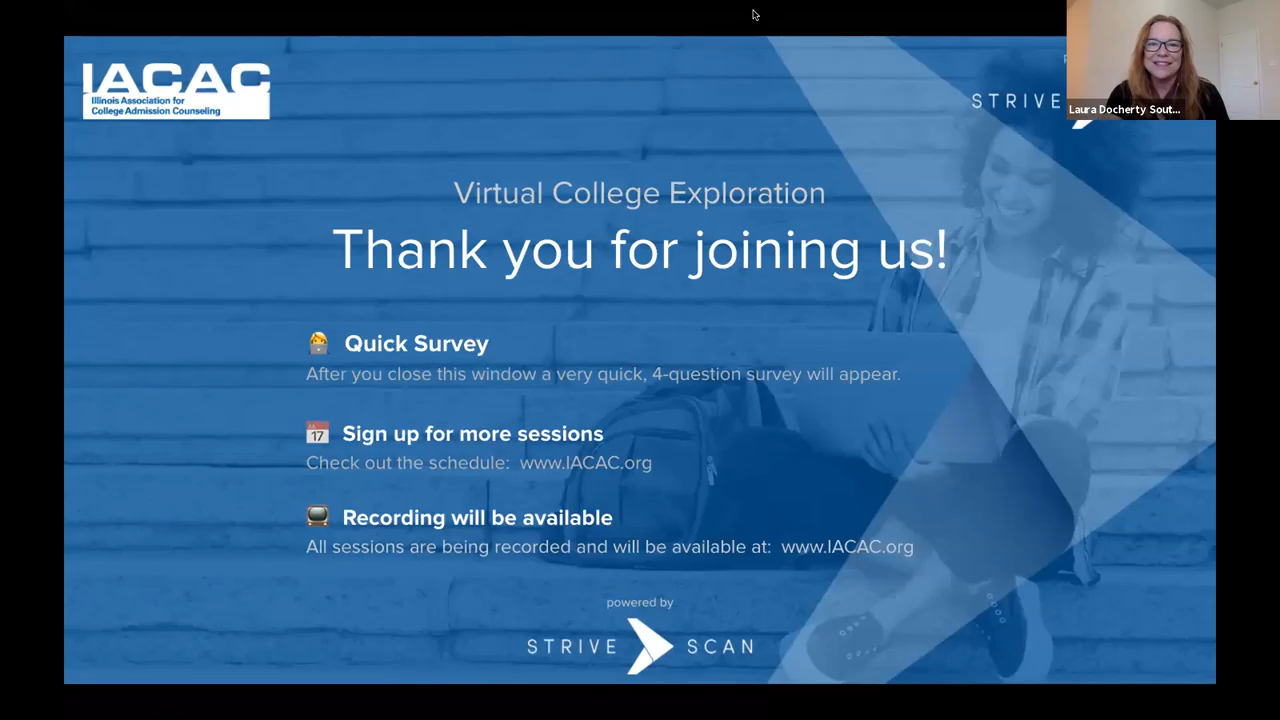 IACAC
Illinois Association for
College Admission Counseling
STRIVE
Laura Docherty Sout...
Virtual College Exploration
Thank you for joining us!
Quick Survey
After you close this window a very quick, 4-question survey will appear.
17
Sign up for more sessions
Check out the schedule: www.IACAC.org
Recording will be available
All sessions are being recorded and will be available at: www.IACAC.org
powered by
STRIVE SCAN